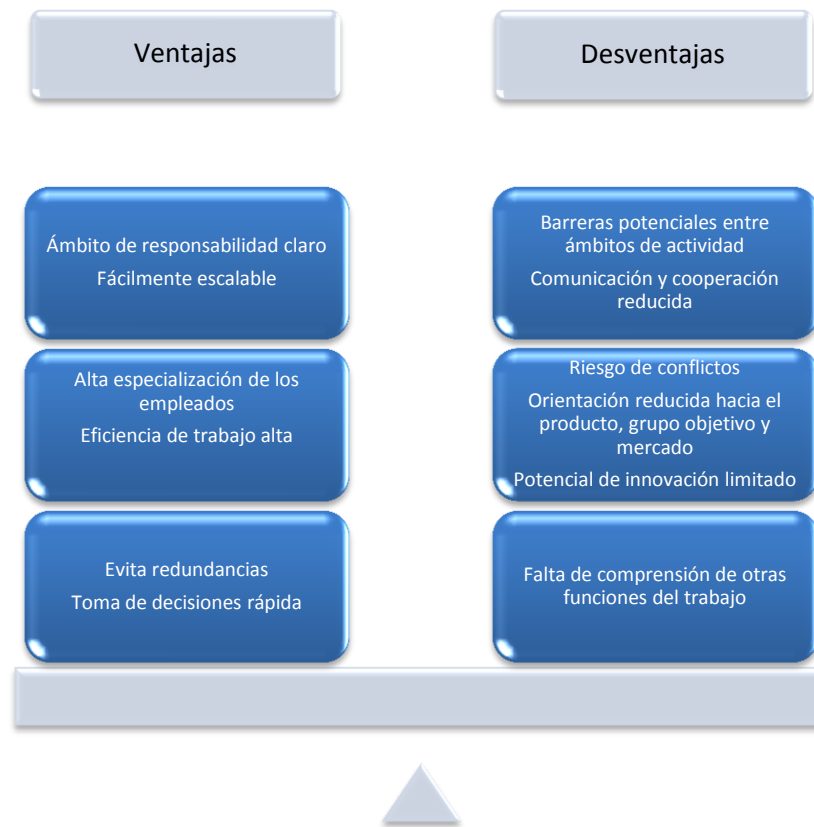 Ventajas
Desventajas
Ámbito de responsabilidad claro
Fácilmente escalable
Alta especialización de los
empleados
Eficiencia de trabajo alta
Evita redundancias
Toma de decisiones rápida
Barreras potenciales entre
ámbitos de actividad
Comunicación y cooperación
reducida
Riesgo de conflictos
Orientación reducida hacia el
producto, grupo objetivo y
mercado
Potencial de innovación limitado
Falta de comprensión de otras
funciones del trabajo